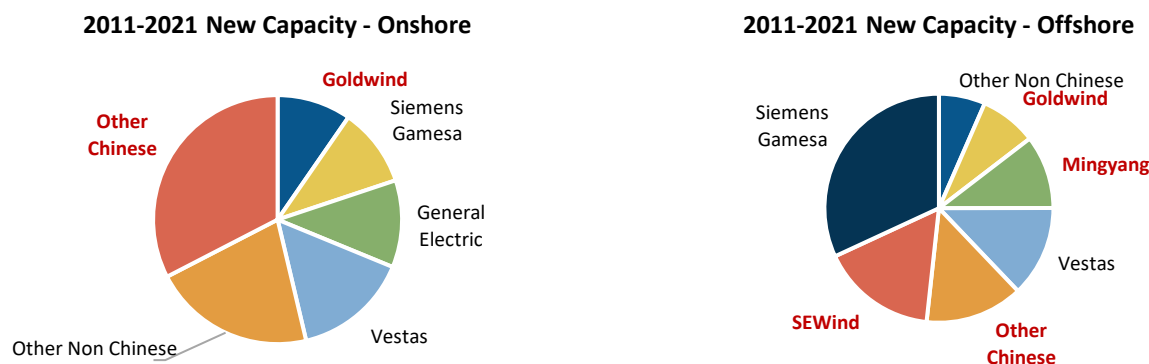 2011-2021 New Capacity - Onshore
Goldwind
Siemens
Gamesa
General
Electric
Vestas
Other Non Chinese
Other
Chinese
2011-2021 New Capacity - Offshore
Other Non Chinese
Goldwind
Mingyang
Vestas
Other
Chinese
SEWind
Siemens
Gamesa